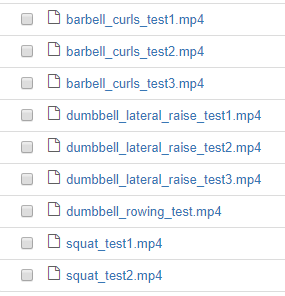 barbell_curls_test1.mp4
barbell_curls_test2.mp4
barbell_curls_test3.mp4
dumbbell_lateral_raise_test1.mp4
dumbbell_lateral_raise_test2.mp4
dumbbell_lateral_raise_test3.mp4
dumbbell_rowing_test.mp4
squat_test1.mp4
squat_test2.mp4